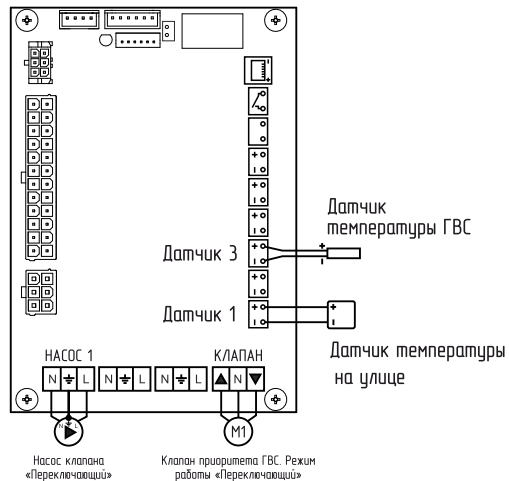 Датчик
температуры ГВС
+
−
Датчик 3
+
−
Датчик 1
+
−
Датчик температуры
на улице
НАСОС 1
КЛАПАН
N L N L N L N
N L
M1
Насос клапана
«Переключающий»
Клапан приоритета ГВС. Режим
работы «Переключающий»